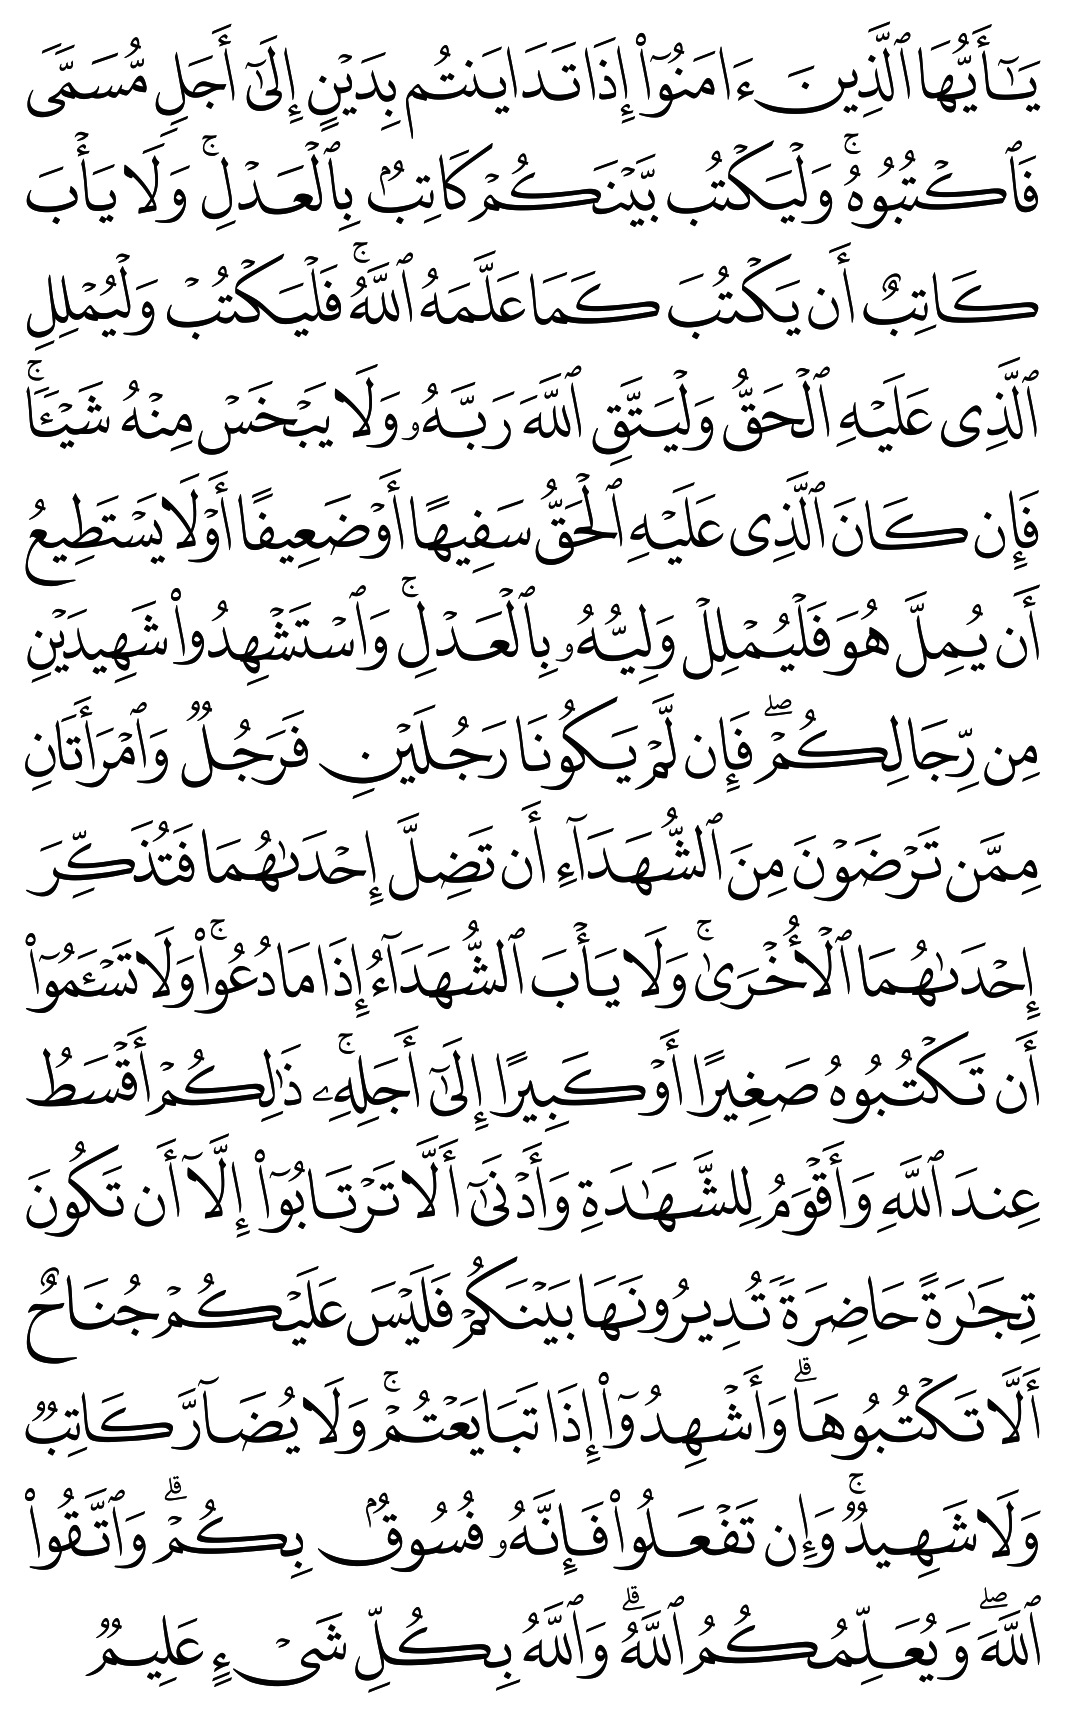 يَـٰٓأَيُّهَا ٱلَّذِينَ ءَامَنُوٓا۟ إِذَا تَدَايَنتُم بِدَيْنٍ إِلَىٰٓ أَجَلٍۢ مُّسَمًّۭى
فَٱكْتُبُوهُ ۚ وَلْيَكْتُب بَّيْنَكُمْ كَاتِبٌۢ بِٱلْعَدْلِ ۚ وَلَا يَأْبَ
كَاتِبٌ أَن يَكْتُبَ كَمَا عَلَّمَهُ ٱللَّهُ ۚ فَلْيَكْتُبْ وَلْيُمْلِلِ
ٱلَّذِى عَلَيْهِ ٱلْحَقُّ وَلْيَتَّقِ ٱللَّهَ رَبَّهُۥ وَلَا يَبْخَسْ مِنْهُ شَيْـًۭٔا ۚ
فَإِن كَانَ ٱلَّذِى عَلَيْهِ ٱلْحَقُّ سَفِيهًا أَوْ ضَعِيفًا أَوْ لَا يَسْتَطِيعُ
أَن يُمِلَّ هُوَ فَلْيُمْلِلْ وَلِيُّهُۥ بِٱلْعَدْلِ ۚ وَٱسْتَشْهِدُوا۟ شَهِيدَيْنِ
مِن رِّجَالِكُمْ ۖ فَإِن لَّمْ يَكُونَا رَجُلَيْنِ فَرَجُلٌۭ وَٱمْرَأَتَانِ
مِمَّن تَرْضَوْنَ مِنَ ٱلشُّهَدَآءِ أَن تَضِلَّ إِحْدَىٰهُمَا فَتُذَكِّرَ
إِحْدَىٰهُمَا ٱلْأُخْرَىٰ ۚ وَلَا يَأْبَ ٱلشُّهَدَآءُ إِذَا مَا دُعُوا۟ ۚ وَلَا تَسْـَٔمُوٓا۟
أَن تَكْتُبُوهُ صَغِيرًا أَوْ كَبِيرًا إِلَىٰٓ أَجَلِهِۦ ۚ ذَٰلِكُمْ أَقْسَطُ
عِندَ ٱللَّهِ وَأَقْوَمُ لِلشَّهَـٰدَةِ وَأَدْنَىٰٓ أَلَّا تَرْتَابُوٓا۟ إِلَّآ أَن تَكُونَ
تِجَـٰرَةً حَاضِرَةًۭ تُدِيرُونَهَا بَيْنَكُمْ فَلَيْسَ عَلَيْكُمْ جُنَاحٌ
أَلَّا تَكْتُبُوهَا ۗ وَأَشْهِدُوٓا۟ إِذَا تَبَايَعْتُمْ ۚ وَلَا يُضَآرَّ كَاتِبٌۭ
وَلَا شَهِيدٌۭ ۚ وَإِن تَفْعَلُوا۟ فَإِنَّهُۥ فُسُوقٌۢ بِكُمْ ۗ وَٱتَّقُوا۟
ٱللَّهَ ۖ وَيُعَلِّمُكُمُ ٱللَّهُ ۗ وَٱللَّهُ بِكُلِّ شَىْءٍ عَلِيمٌۭ